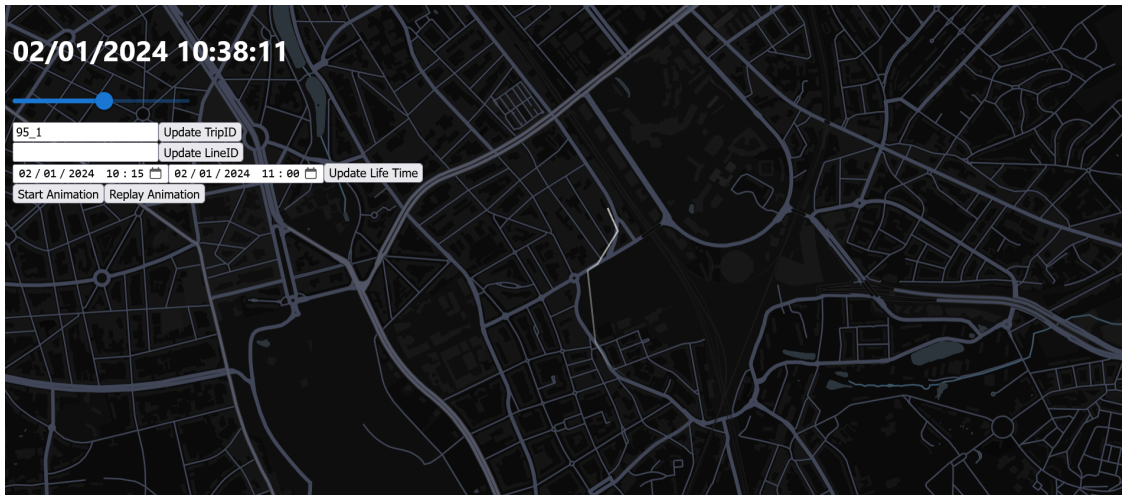 02/01/2024 10:38:11
95_1 Update TripID
Update LineID
02/01/2024 10:15 02/01/2024 11:00 Update Life Time
Start Animation Replay Animation